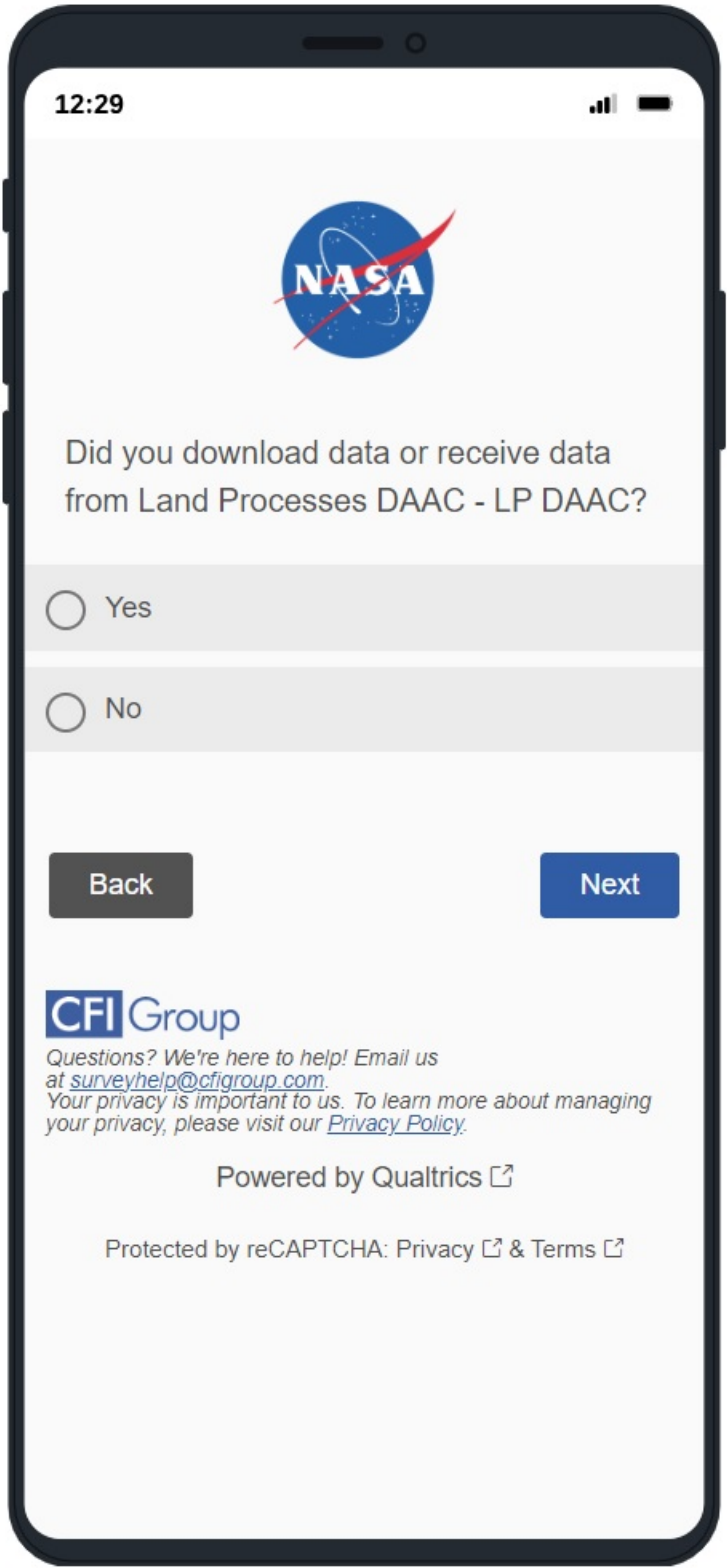 12:29
NASA
Did you download data or receive data
from Land Processes DAAC - LP DAAC?
Yes
No
Back
Next
CFI Group
Questions? We're here to help! Email us
at surveyhelp@cfigroup.com.
Your privacy is important to us. To learn more about managing
your privacy, please visit our Privacy Policy.
Powered by Qualtrics
Protected by reCAPTCHA: Privacy & Terms